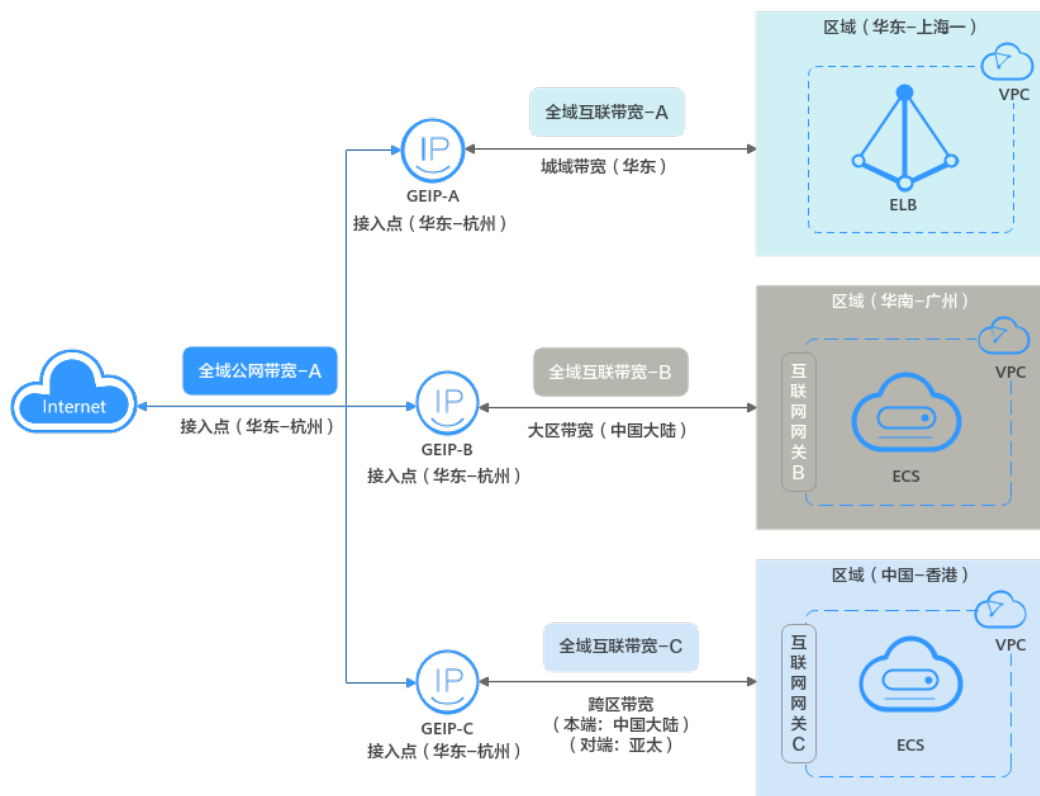 区域（华东-上海一）
VPC
ELB
全域互联带宽-A
城域带宽（华东）
IP
GEIP-A
接入点（华东-杭州）
Internet
全域公网带宽-A
接入点（华东-杭州）
IP
GEIP-B
接入点（华东-杭州）
全域互联带宽-B
大区带宽（中国大陆）
区域（华南-广州）
VPC
互联网网关B
ECS
IP
GEIP-C
接入点（华东-杭州）
全域互联带宽-C
跨区带宽
（本端：中国大陆）
（对端：亚太）
区域（中国-香港）
VPC
互联网网关C
ECS